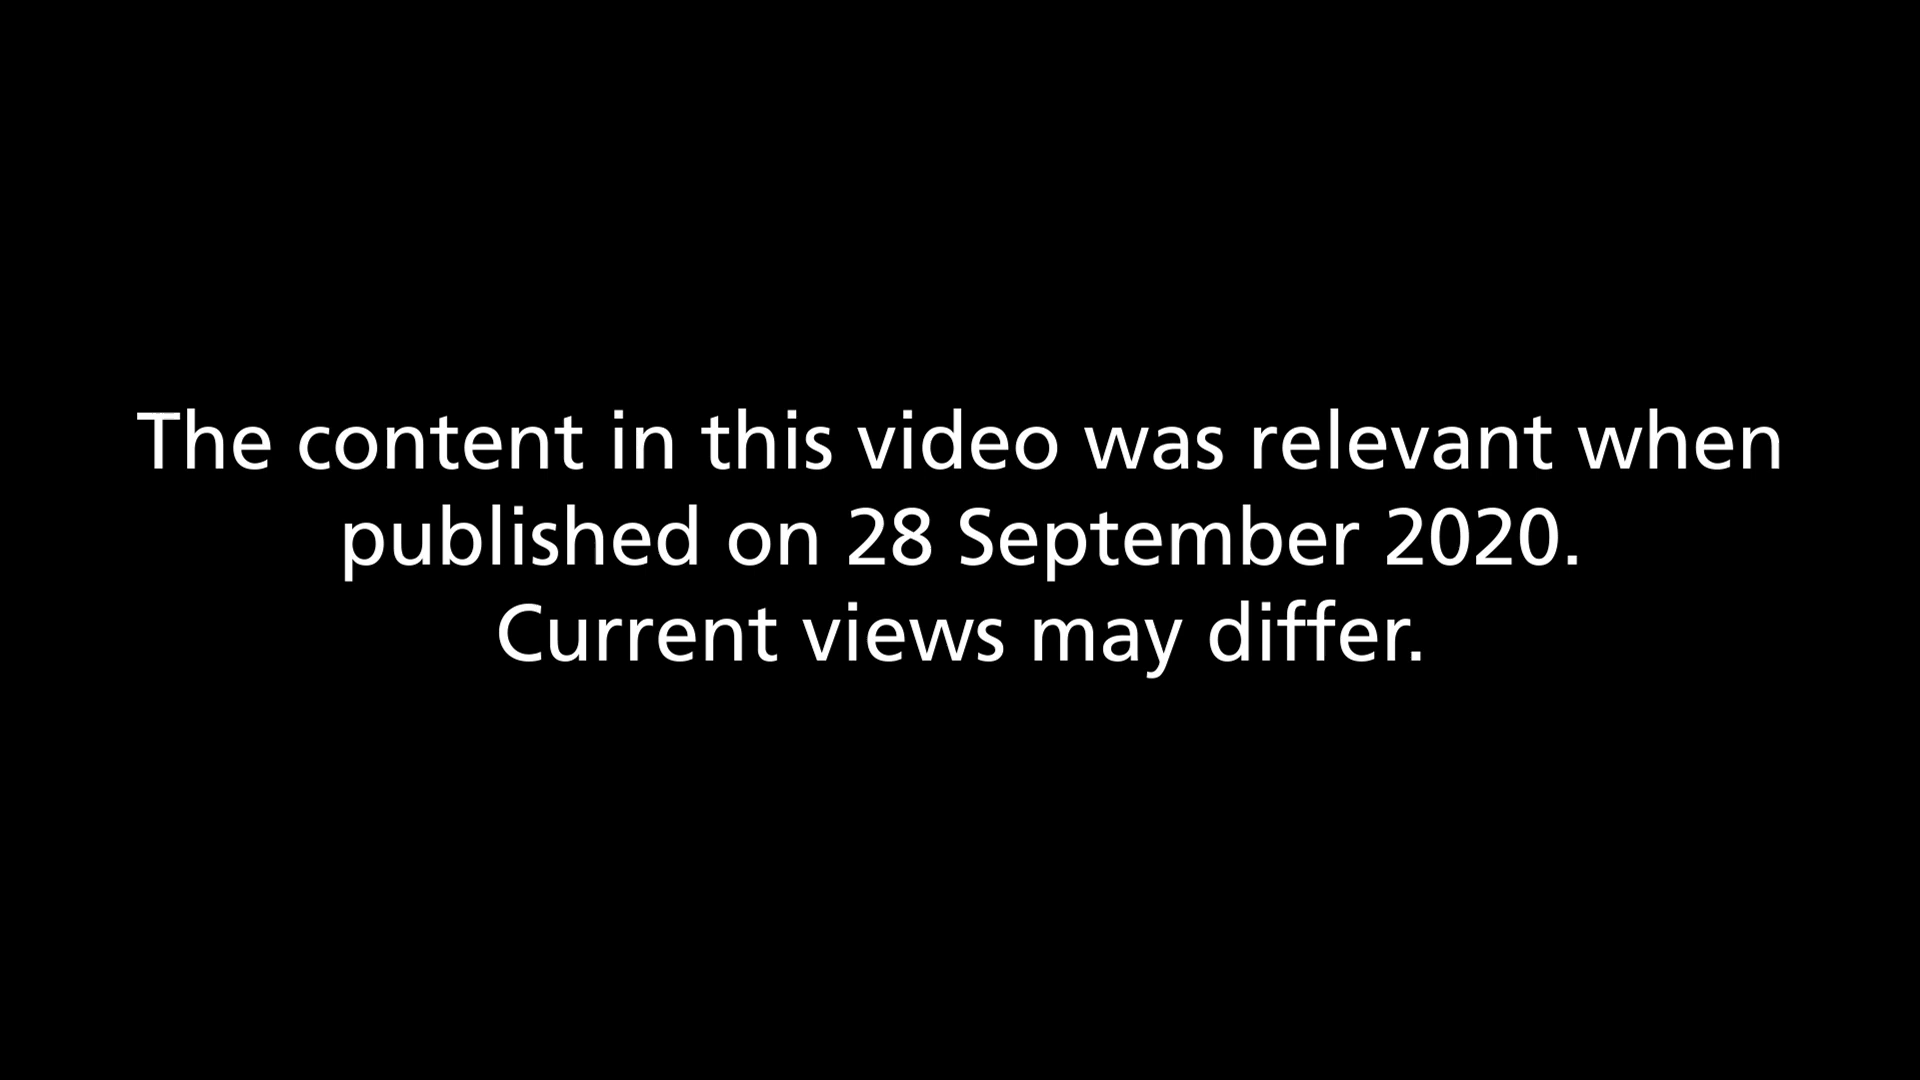 The content in this video was relevant when
published on 28 September 2020.
Current views may differ.